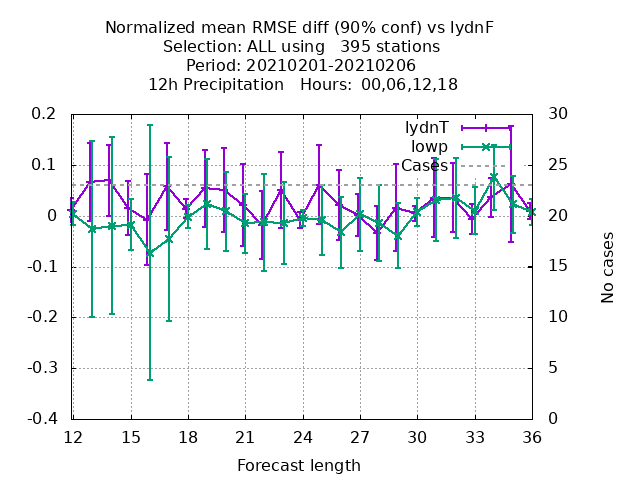 Normalized mean RMSE diff (90% conf) vs lydnF
Selection: ALL using   395 stations
Period: 20210201-20210206
12h Precipitation   Hours:  00,06,12,18
0.2
0.1
0
-0.1
-0.2
-0.3
-0.4
30
25
20
15
10
5
0
lydnT
lowp
Cases
12 15 18 21 24 27 30 33 36
Forecast length
No cases